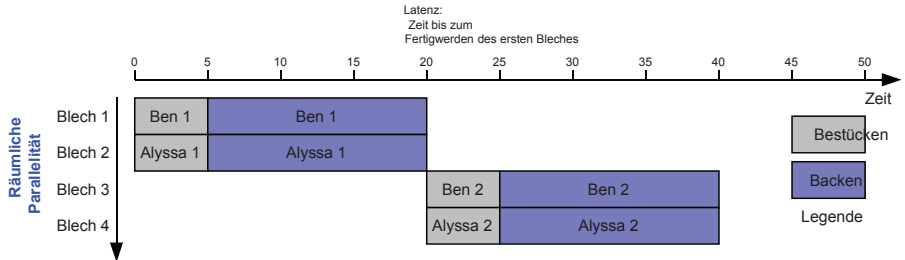 Latenz:
Zeit bis zum
Fertigwerden des ersten Bleches
0 5 10 15 20 25 30 35 40 45 50
Zeit
Räumliche
Parallelität
Blech 1 Ben 1 Ben 1
Blech 2 Alyssa 1 Alyssa 1
Blech 3 Ben 2 Ben 2
Blech 4 Alyssa 2 Alyssa 2
Bestücken
Backen
Legende